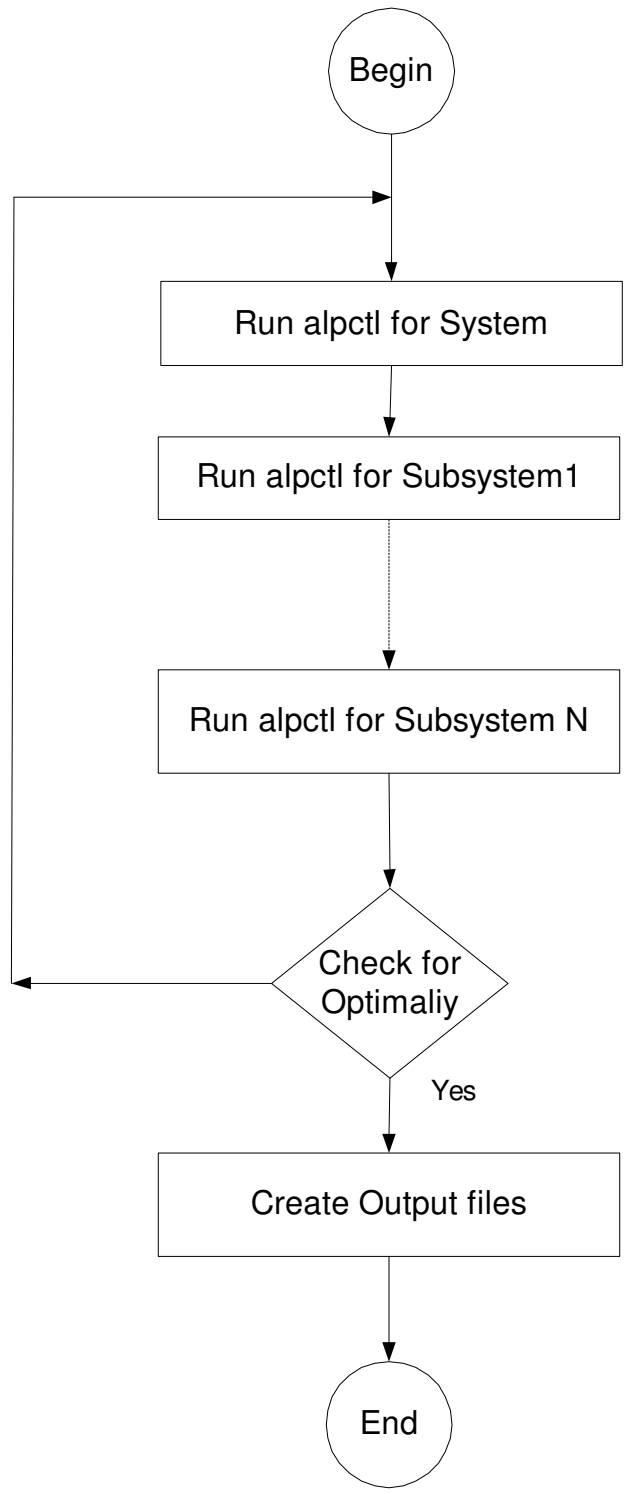 Begin
Run alpctl for System
Run alpctl for Subsystem1
Run alpctl for Subsystem N
Check for
Optimaliy
Yes
Create Output files
End